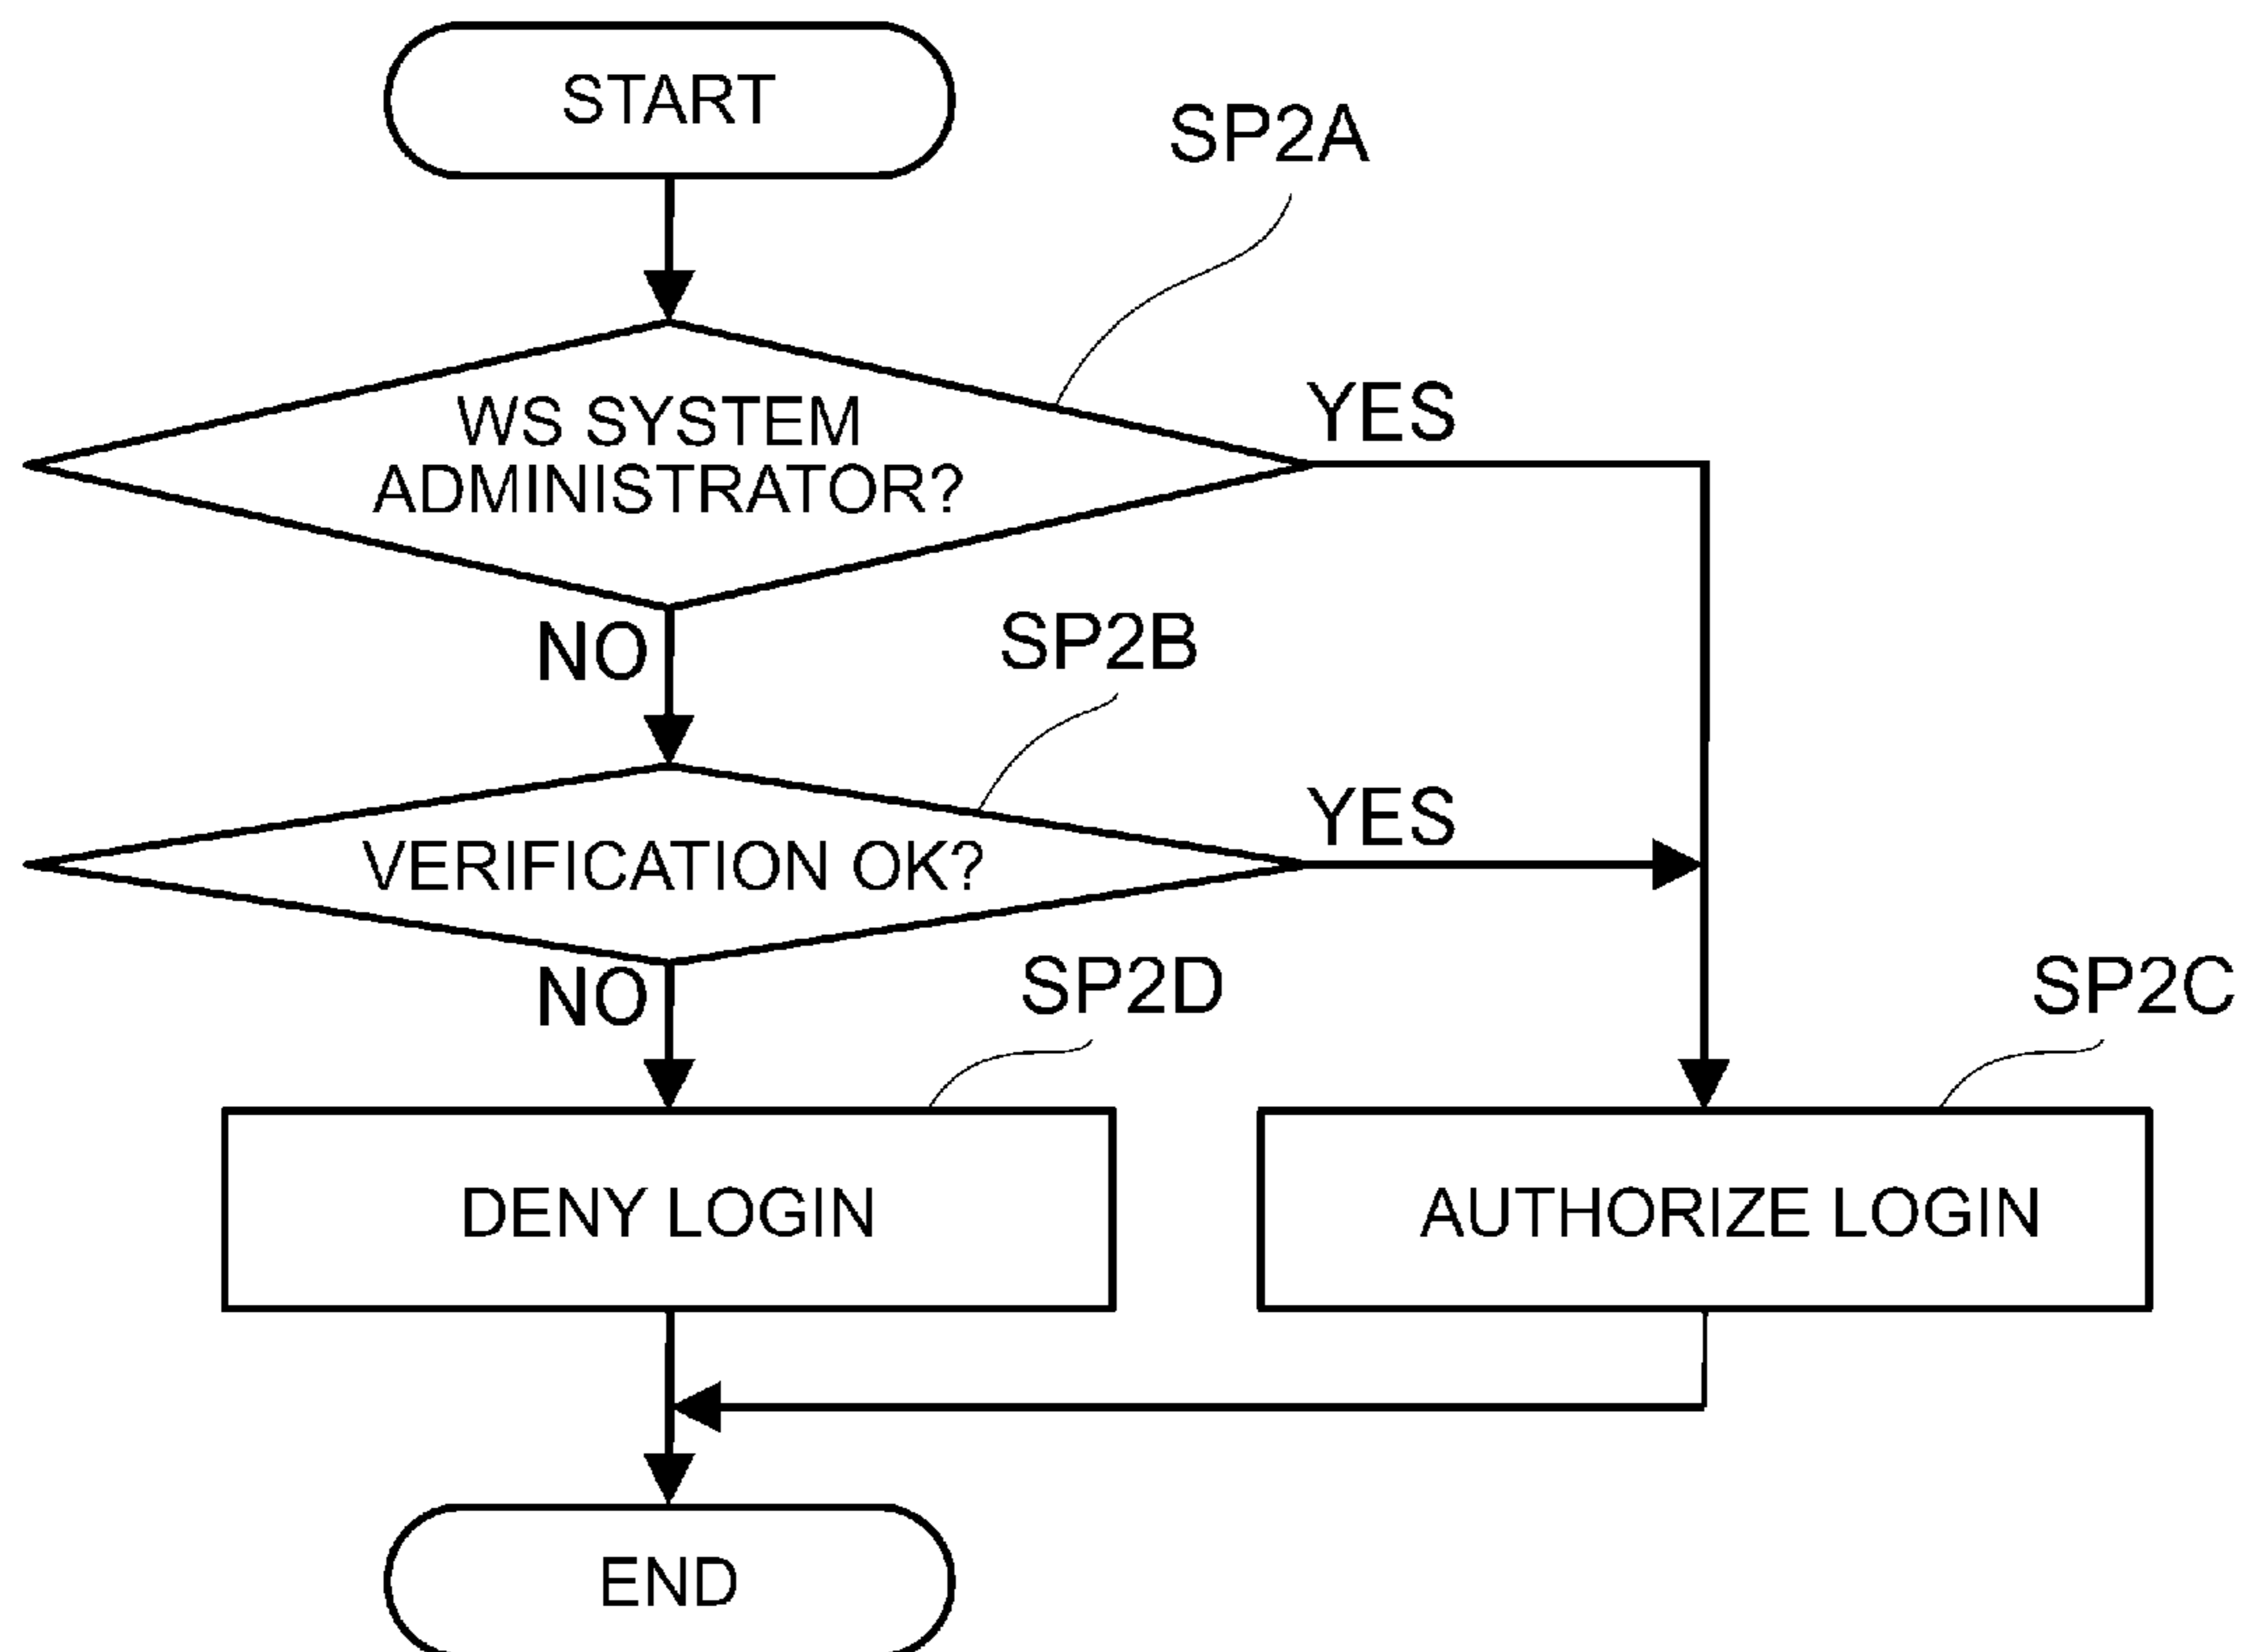 START
SP2A
WS SYSTEM
ADMINISTRATOR?
YES
NO
SP2B
VERIFICATION OK?
YES
NO
SP2D
SP2C
DENY LOGIN
AUTHORIZE LOGIN
END